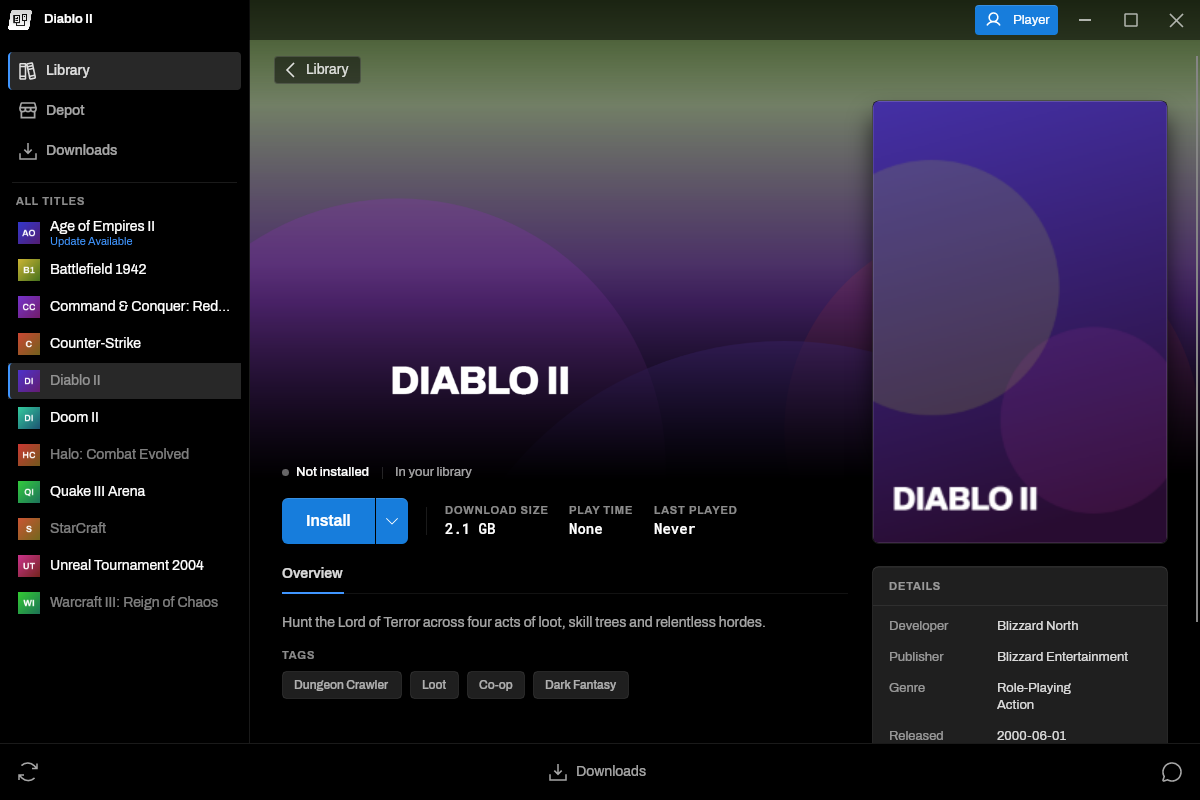 Diablo II
Player
Library
Depot
Downloads
ALL TITLES
AO
Age of Empires II
Update Available
B1
Battlefield 1942
CC
Command & Conquer: Red...
C
Counter-Strike
DI
Diablo II
DI
Doom II
HC
Halo: Combat Evolved
QI
Quake III Arena
S
StarCraft
UT
Unreal Tournament 2004
WI
Warcraft III: Reign of Chaos
Library
DIABLO II
Not installed
In your library
Install
DOWNLOAD SIZE
2.1 GB
PLAY TIME
None
LAST PLAYED
Never
Overview
Hunt the Lord of Terror across four acts of loot, skill trees and relentless hordes.
TAGS
Dungeon Crawler
Loot
Co-op
Dark Fantasy
DIABLO II
DETAILS
Developer
Blizzard North
Publisher
Blizzard Entertainment
Genre
Role-Playing
Action
Released
2000-06-01
Downloads